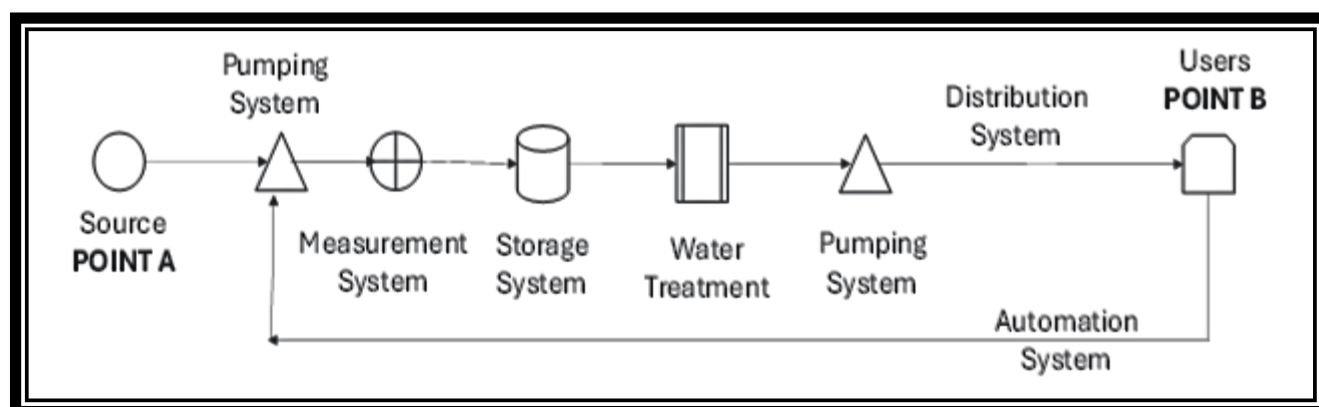 Pumping
System
Users
POINT B
Distribution
System
Source
POINT A
Measurement
System
Storage
System
Water
Treatment
Pumping
System
Automation
System